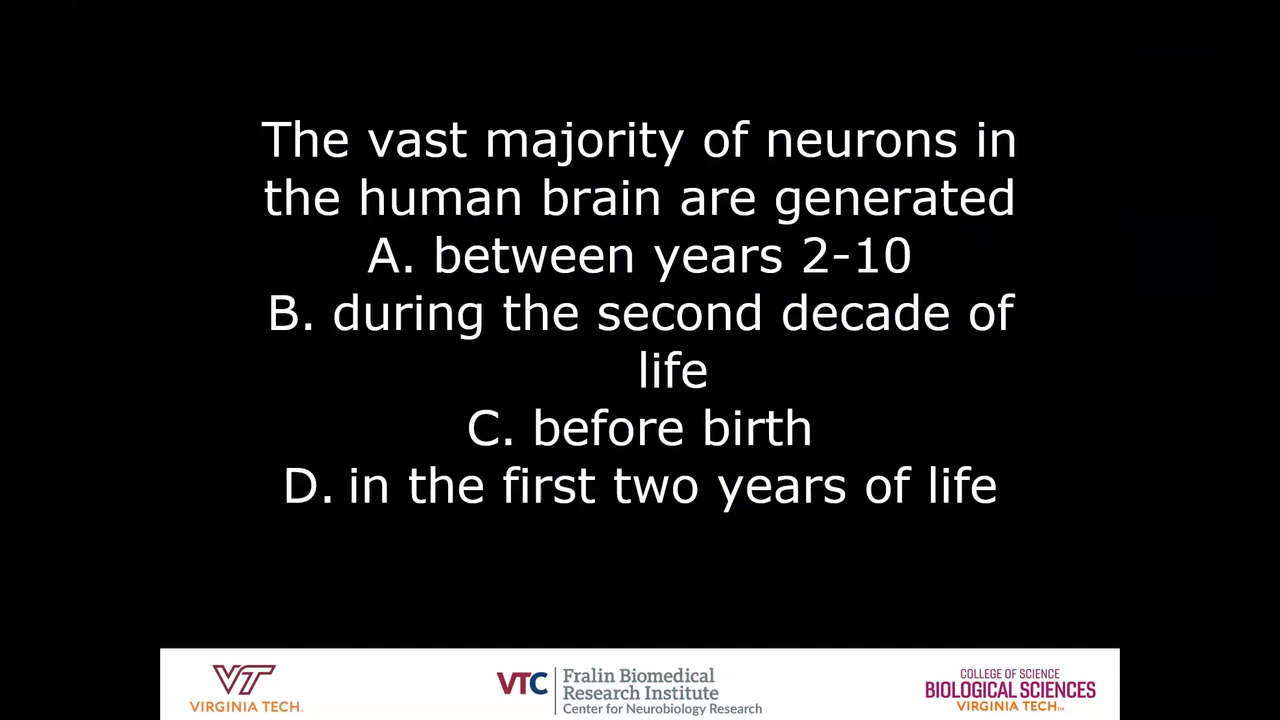 The vast majority of neurons in
the human brain are generated
A. between years 2-10
B. during the second decade of
life
C. before birth
D. in the first two years of life
VT
VIRGINIA TECH.
VTC
Fralin Biomedical
Research Institute
Center for Neurobiology Research
COLLEGE OF SCIENCE
BIOLOGICAL SCIENCES
VIRGINIA TECH™